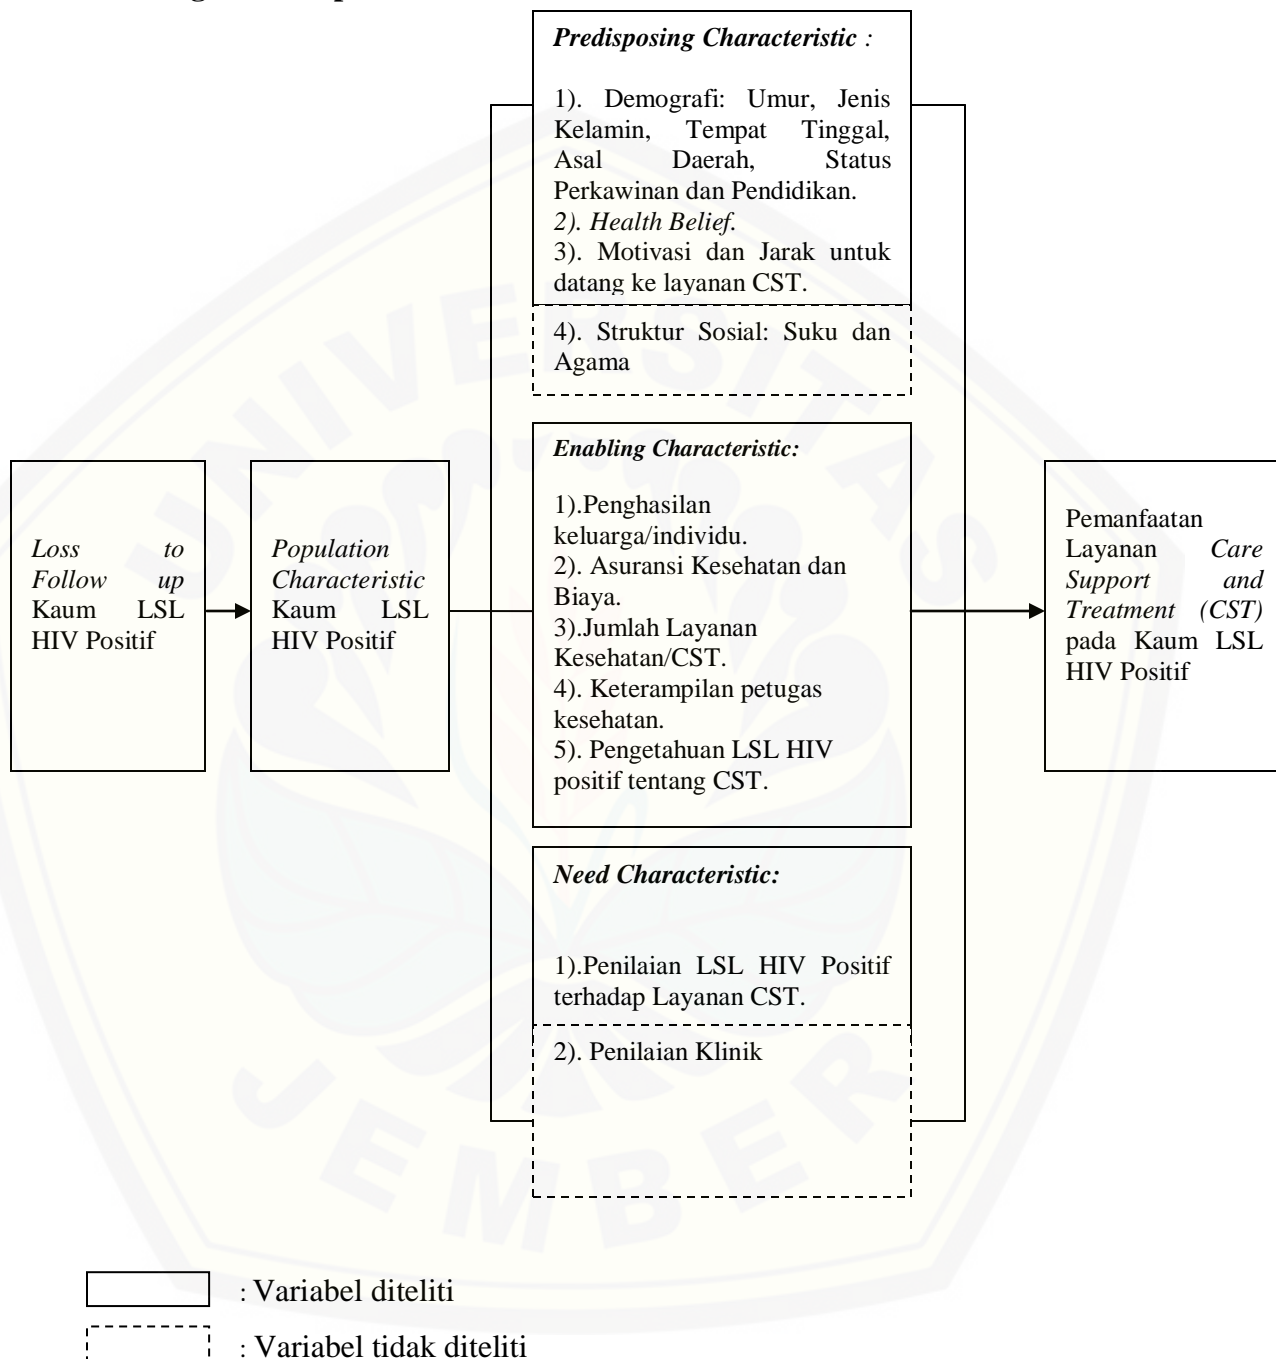 Predisposing Characteristic :
1). Demografi: Umur, Jenis
Kelamin, Tempat Tinggal,
Asal Daerah, Status
Perkawinan dan Pendidikan.
2). Health Belief.
3). Motivasi dan Jarak untuk
datang ke layanan CST.
4). Struktur Sosial: Suku dan
Agama
Loss to
Follow up
Kaum LSL
HIV Positif
Population
Characteristic
Kaum LSL
HIV Positif
Enabling Characteristic:
1).Penghasilan
keluarga/individu.
2). Asuransi Kesehatan dan
Biaya.
3).Jumlah Layanan
Kesehatan/CST.
4). Keterampilan petugas
kesehatan.
5). Pengetahuan LSL HIV
positif tentang CST.
Pemanfaatan
Layanan Care
Support and
Treatment (CST)
pada Kaum LSL
HIV Positif
Need Characteristic:
1).Penilaian LSL HIV Positif
terhadap Layanan CST.
2). Penilaian Klinik
: Variabel diteliti
: Variabel tidak diteliti
UNIVERSITAS
JEMBER